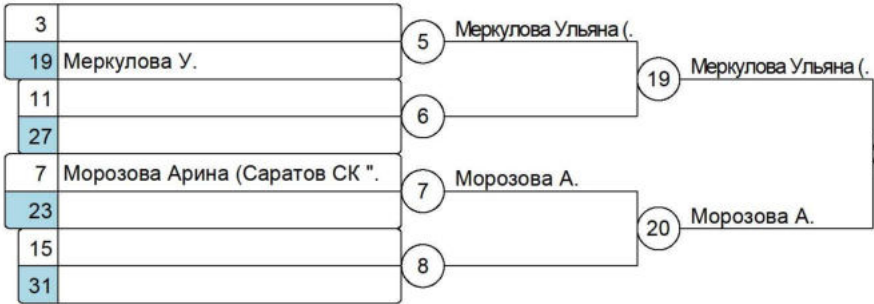 3
5 Меркулова Ульяна (.
19 Меркулова У.
19 Меркулова Ульяна (.
11
6
27
7 Морозова Арина (Саратов СК ".
7 Морозова А.
23
20 Морозова А.
15
8
31